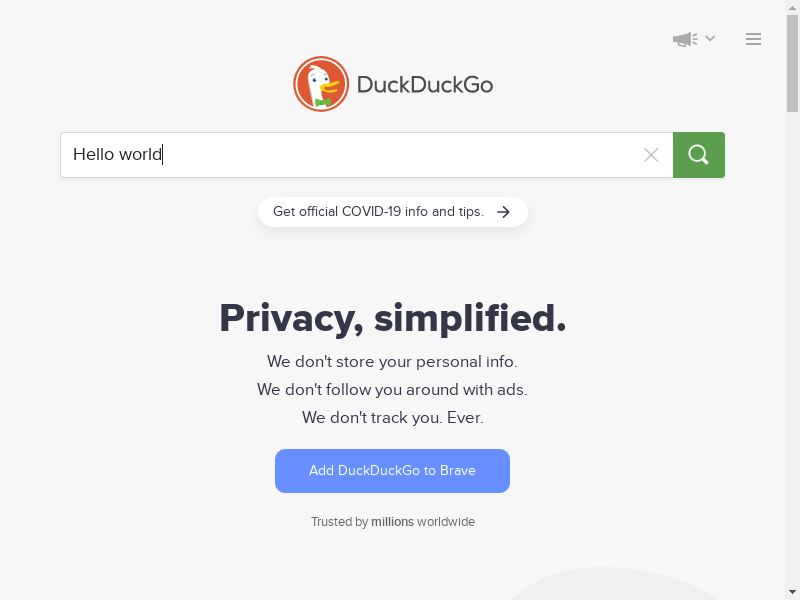 DuckDuckGo
Hello world
Get official COVID-19 info and tips.
Privacy, simplified.
We don't store your personal info.
We don't follow you around with ads.
We don't track you. Ever.
Add DuckDuckGo to Brave
Trusted by millions worldwide